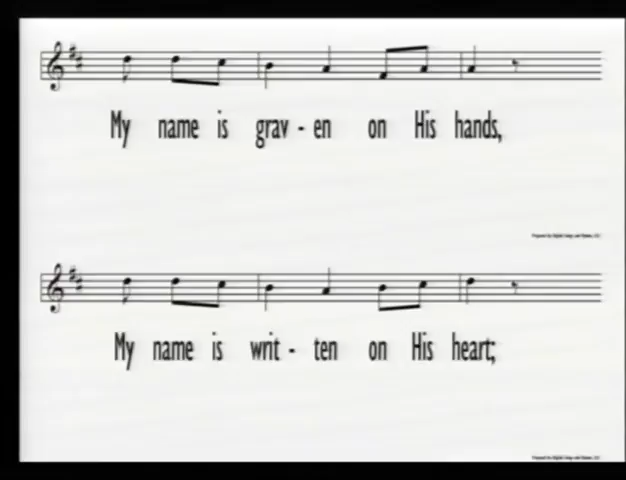 My name is grav - en on His hands,
My name is writ - ten on His heart;